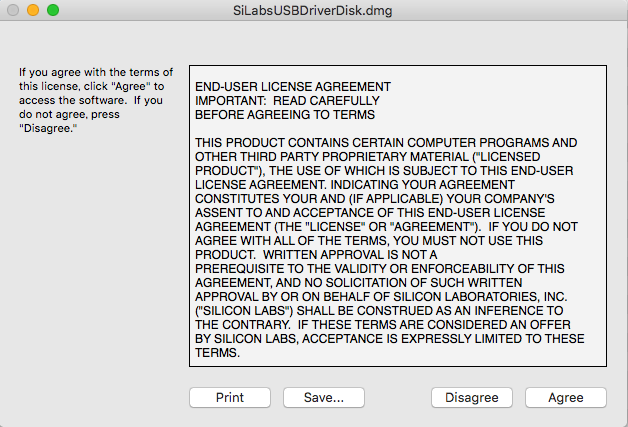 SiLabsUSBDriverDisk.dmg
If you agree with the terms of
this license, click "Agree" to
access the software. If you
do not agree, press
"Disagree."
END-USER LICENSE AGREEMENT
IMPORTANT: READ CAREFULLY
BEFORE AGREEING TO TERMS
THIS PRODUCT CONTAINS CERTAIN COMPUTER PROGRAMS AND
OTHER THIRD PARTY PROPRIETARY MATERIAL ("LICENSED
PRODUCT"), THE USE OF WHICH IS SUBJECT TO THIS END-USER
LICENSE AGREEMENT. INDICATING YOUR AGREEMENT
CONSTITUTES YOUR AND (IF APPLICABLE) YOUR COMPANY'S
ASSENT TO AND ACCEPTANCE OF THIS END-USER LICENSE
AGREEMENT (THE "LICENSE" OR "AGREEMENT"). IF YOU DO NOT
AGREE WITH ALL OF THE TERMS, YOU MUST NOT USE THIS
PRODUCT. WRITTEN APPROVAL IS NOT A
PREREQUISITE TO THE VALIDITY OR ENFORCEABILITY OF THIS
AGREEMENT, AND NO SOLICITATION OF SUCH WRITTEN
APPROVAL BY OR ON BEHALF OF SILICON LABORATORIES, INC.
("SILICON LABS") SHALL BE CONSTRUED AS AN INFERENCE TO
THE CONTRARY. IF THESE TERMS ARE CONSIDERED AN OFFER
BY SILICON LABS, ACCEPTANCE IS EXPRESSLY LIMITED TO THESE
TERMS.
Print Save... Disagree Agree